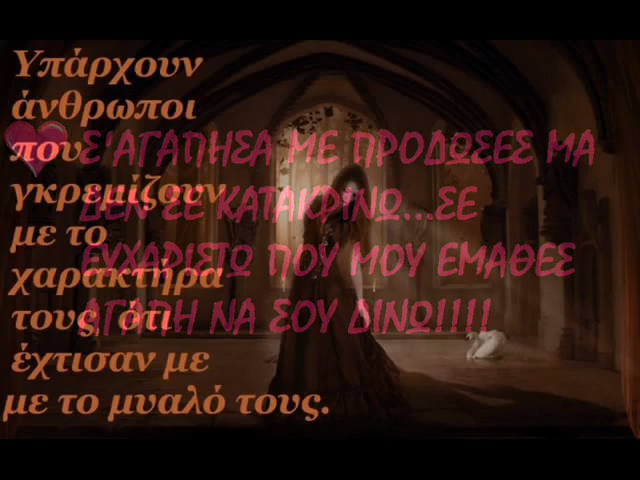 Υπάρχουν
άνθρωποι
που
γκρεμίζουν
με το
χαρακτήρα
τους, ότι
έχτισαν με
με το μυαλό τους.
Σ'ΑΓΑΠΗΣΑ ΜΕ ΠΡΟΔΩΣΕΣ ΜΑ
ΔΕΝ ΣΕ ΚΑΤΑΚΡΙΝΩ...ΣΕ
ΕΥΧΑΡΙΣΤΩ ΠΟΥ ΜΟΥ ΕΜΑΘΕΣ
ΑΓΑΠΗ ΝΑ ΣΟΥ ΔΙΝΩ!!!!